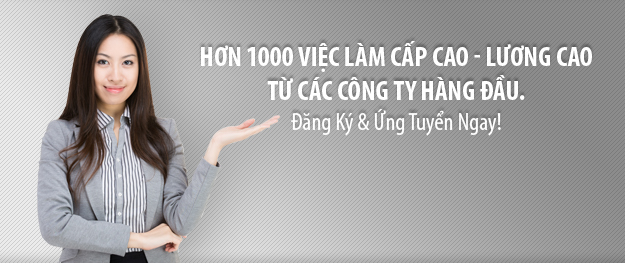 HƠN 1000 VIỆC LÀM CẤP CAO - LƯƠNG CAO
TỪ CÁC CÔNG TY HÀNG ĐẦU.
Đăng Ký & Ứng Tuyển Ngay!